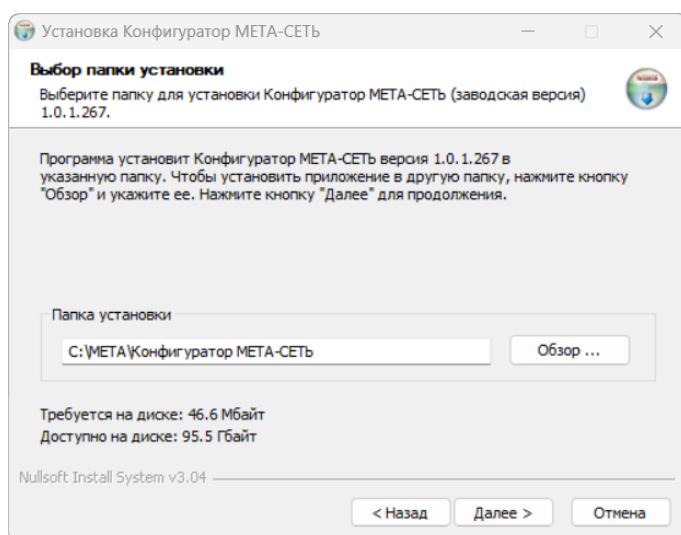 Установка Конфигуратор МЕТА-СЕТЬ
Выбор папки установки
Выберите папку для установки Конфигуратор МЕТА-СЕТЬ (заводская версия)
1.0.1.267.
Программа установит Конфигуратор МЕТА-СЕТЬ версия 1.0.1.267 в
указанную папку. Чтобы установить приложение в другую папку, нажмите кнопку
"Обзор" и укажите ее. Нажмите кнопку "Далее" для продолжения.
Папка установки
C:\МЕТА\Конфигуратор МЕТА-СЕТЬ
Обзор ...
Требуется на диске: 46.6 Мбайт
Доступно на диске: 95.5 Гбайт
Nullsoft Install System v3.04
< Назад
Далее >
Отмена